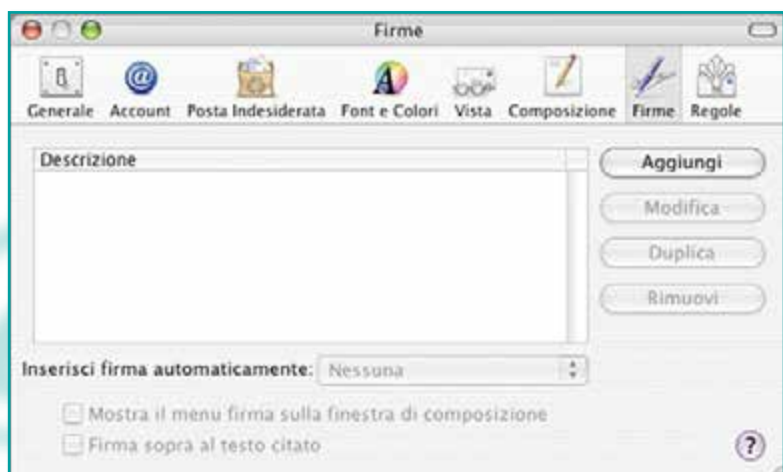 Firme
Generale Account Posta Indesiderata Font e Colori Vista Composizione Firme Regole
Descrizione
Aggiungi
Modifica
Duplica
Rimuovi
Inserisci firma automaticamente: Nessuna
Mostra il menu firma sulla finestra di composizione
Firma sopra al testo citato
?